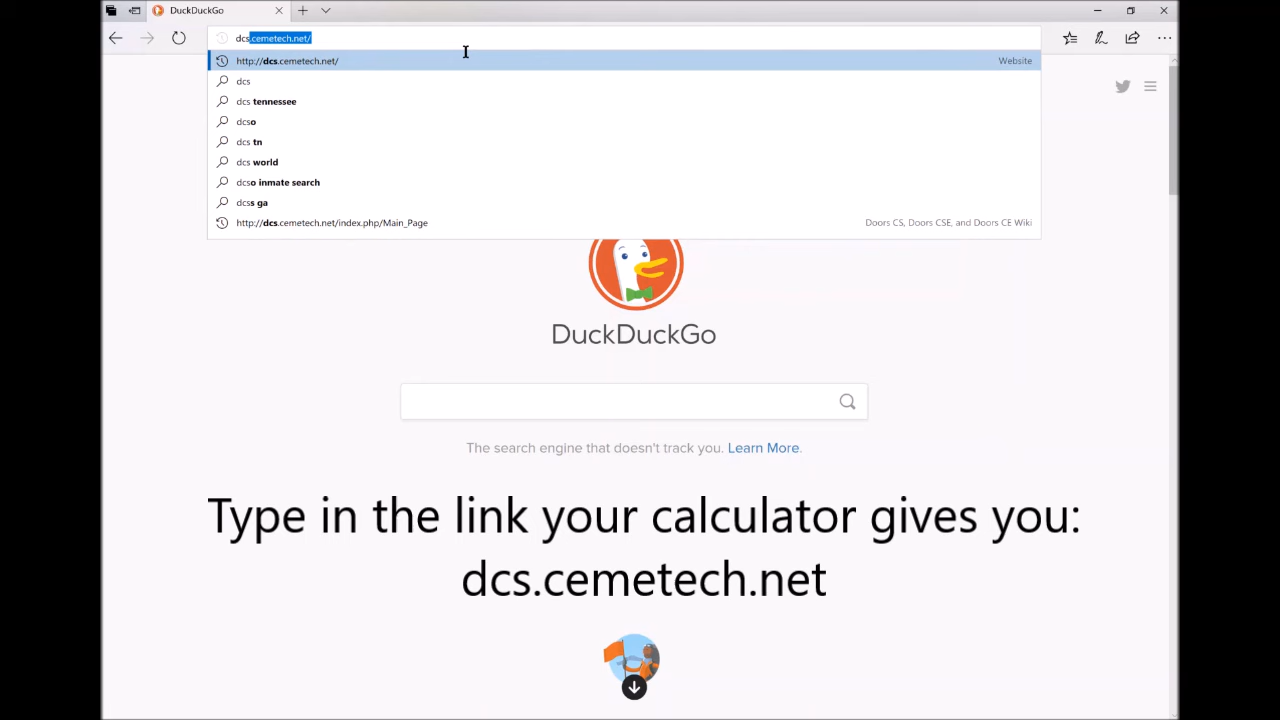 DuckDuckGo
dcs.cemetech.net/
http://dcs.cemetech.net/ Website
dcs
dcs tennessee
dcso
dcs tn
dcs world
dcso inmate search
dcss ga
http://dcs.cemetech.net/index.php/Main_Page Doors CS, Doors CSE, and Doors CE Wiki
DuckDuckGo
The search engine that doesn't track you. Learn More.
Type in the link your calculator gives you:
dcs.cemetech.net